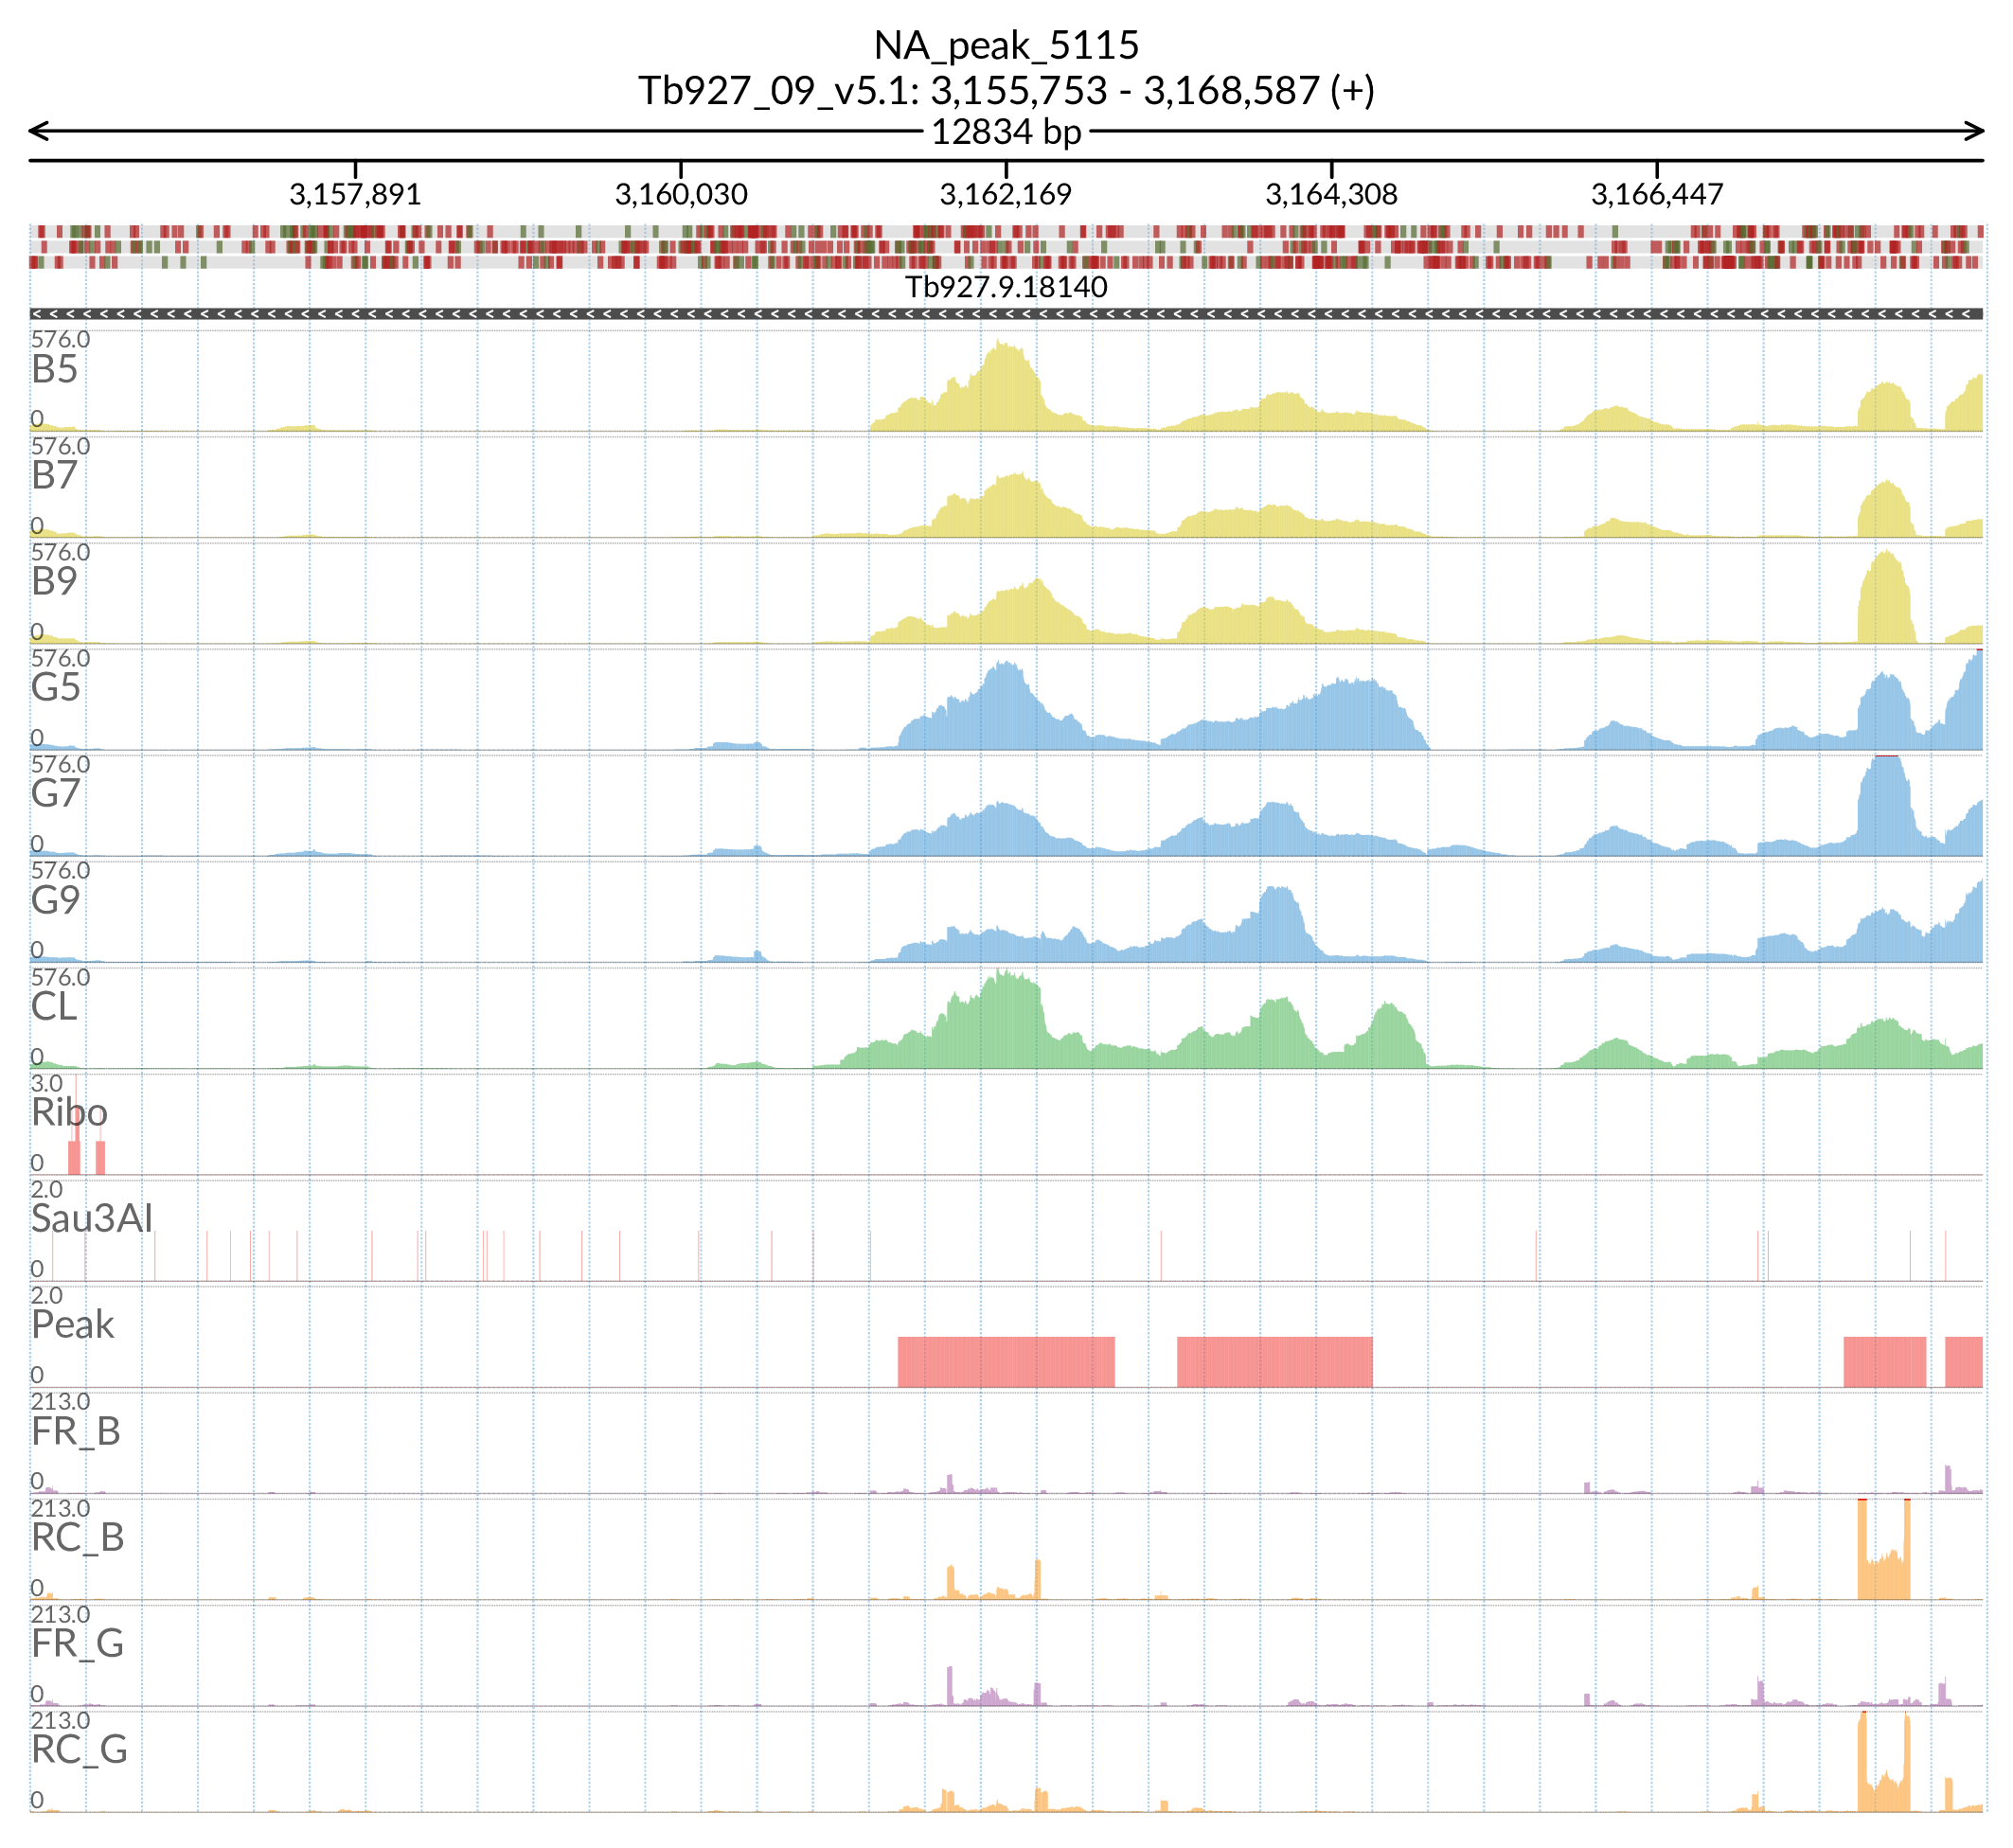 NA_peak_5115
Tb927_09_v5.1: 3,155,753 - 3,168,587 (+)
12834 bp
3,157,891 3,160,030 3,162,169 3,164,308 3,166,447
Tb927.9.18140
576.0
B5
0
576.0
B7
0
576.0
B9
0
576.0
G5
0
576.0
G7
0
576.0
G9
0
576.0
CL
0
3.0
Ribo
0
2.0
Sau3AI
0
2.0
Peak
0
213.0
FR_B
0
213.0
RC_B
0
213.0
FR_G
0
213.0
RC_G
0